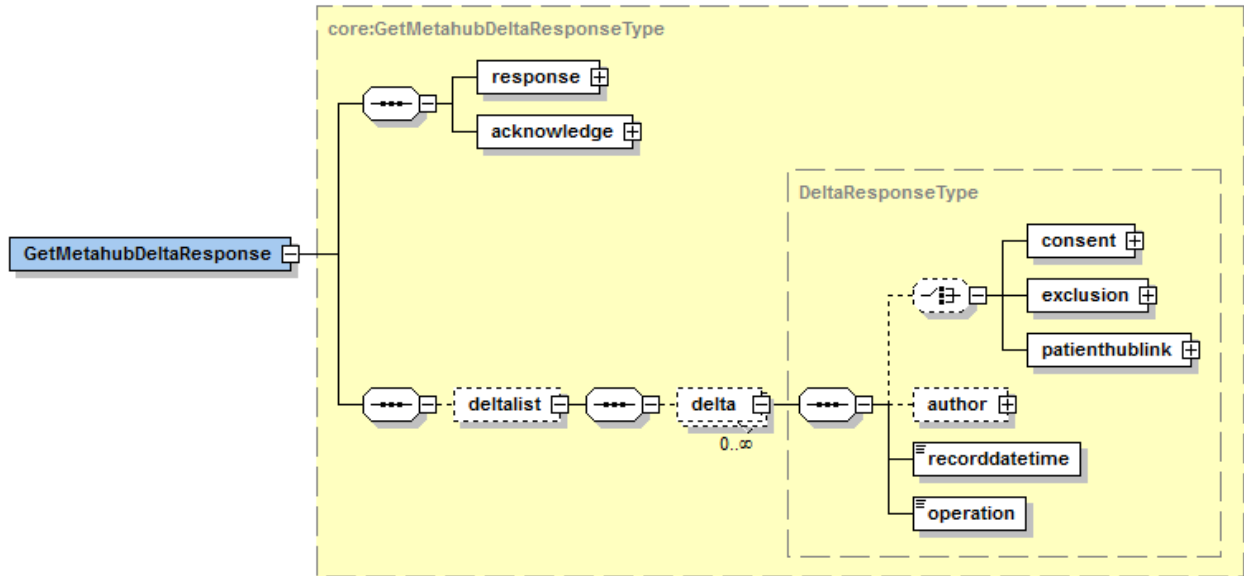 core:GetMetahubDeltaResponseType
response
acknowledge
DeltaResponseType
GetMetahubDeltaResponse
consent
exclusion
patienthublink
deltalist
delta
0..∞
author
recorddatetime
operation